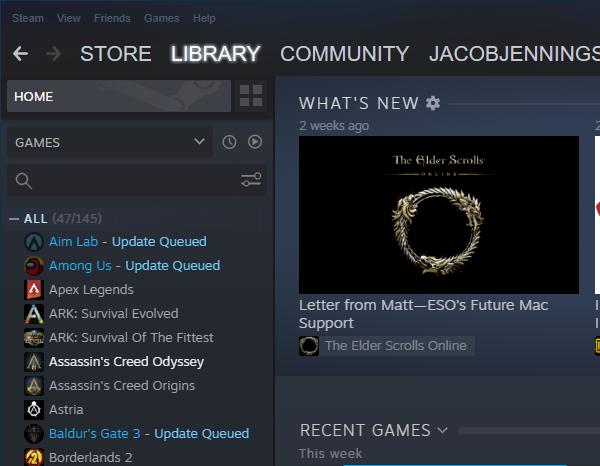 Steam View Friends Games Help
STORE LIBRARY COMMUNITY JACOBJENNINGS
HOME
GAMES
— ALL (47/145)
Aim Lab - Update Queued
Among Us - Update Queued
Apex Legends
ARK: Survival Evolved
ARK: Survival Of The Fittest
Assassin's Creed Odyssey
Assassin's Creed Origins
Astria
Baldur's Gate 3 - Update Queued
Borderlands 2
WHAT'S NEW
2 weeks ago
The Elder Scrolls
ONLINE
Letter from Matt—ESO's Future Mac
Support
The Elder Scrolls Online
RECENT GAMES
This week